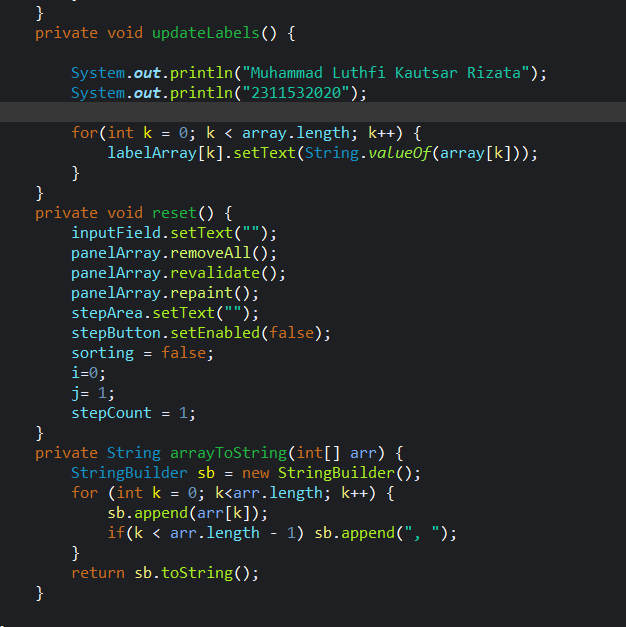 }
private void updateLabels() {
System.out.println("Muhammad Luthfi Kautsar Rizata");
System.out.println("2311532020");
for(int k = 0; k < array.length; k++) {
labelArray[k].setText(String.valueOf(array[k]));
}
}
private void reset() {
inputField.setText("");
panelArray.removeAll();
panelArray.revalidate();
panelArray.repaint();
stepArea.setText("");
stepButton.setEnabled(false);
sorting = false;
i=0;
j= 1;
stepCount = 1;
}
private String arrayToString(int[] arr) {
StringBuilder sb = new StringBuilder();
for (int k = 0; k<arr.length; k++) {
sb.append(arr[k]);
if(k < arr.length - 1) sb.append(", ");
}
return sb.toString();
}